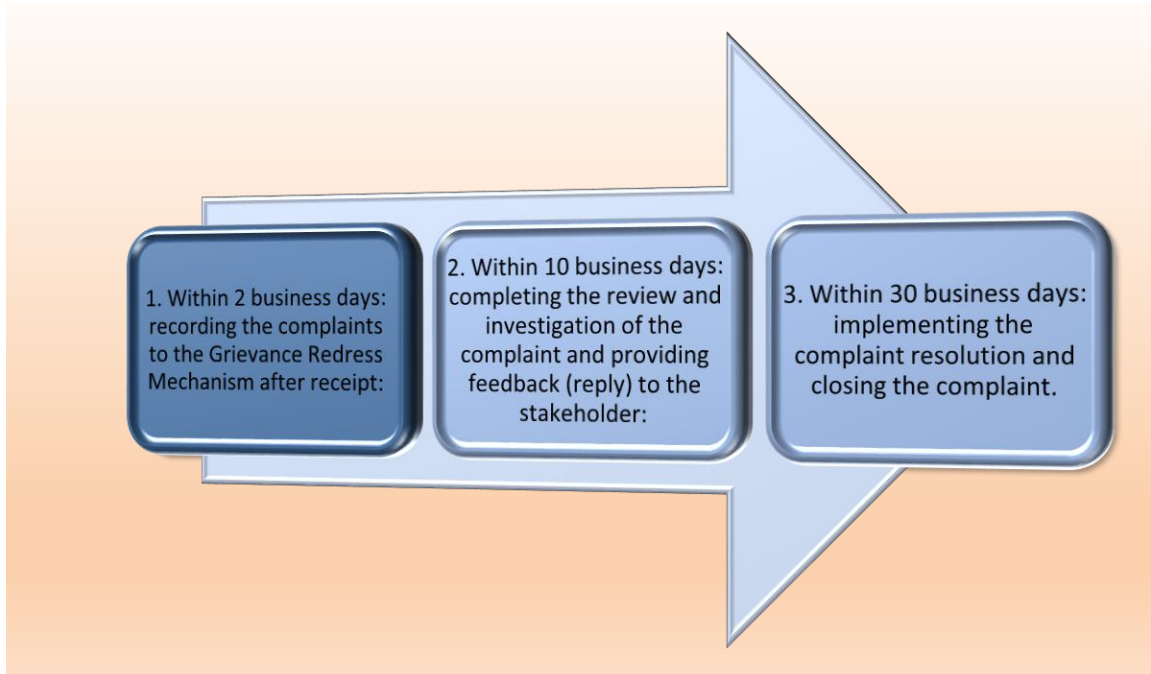 1. Within 2 business days:
recording the complaints
to the Grievance Redress
Mechanism after receipt:
2. Within 10 business days:
completing the review and
investigation of the
complaint and providing
feedback (reply) to the
stakeholder:
3. Within 30 business days:
implementing the
complaint resolution and
closing the complaint.